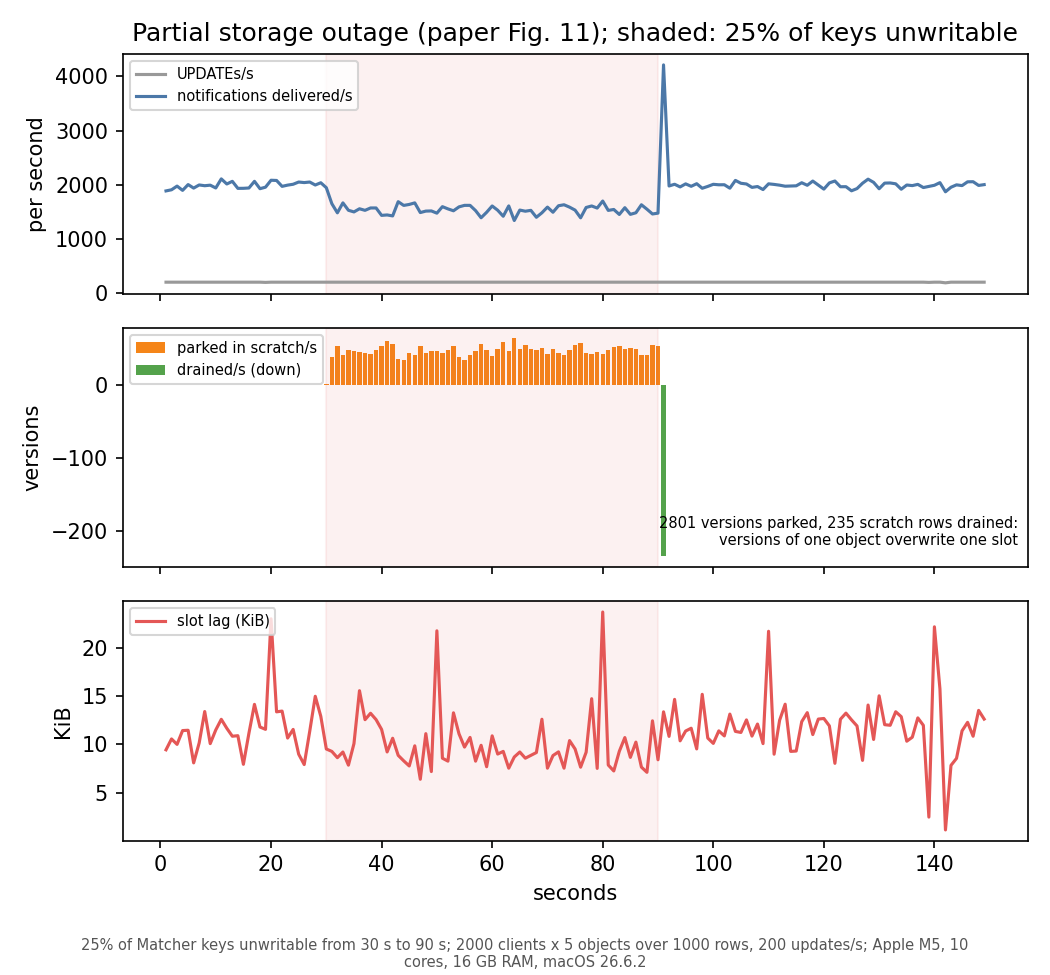 Partial storage outage (paper Fig. 11); shaded: 25% of keys unwritable
UPDATEs/s
notifications delivered/s
per second
4000
3000
2000
1000
0
parked in scratch/s
drained/s (down)
versions
0
−100
−200
2801 versions parked, 235 scratch rows drained:
versions of one object overwrite one slot
slot lag (KiB)
KiB
20
15
10
5
0 20 40 60 80 100 120 140
seconds
25% of Matcher keys unwritable from 30 s to 90 s; 2000 clients x 5 objects over 1000 rows, 200 updates/s; Apple M5, 10
cores, 16 GB RAM, macOS 26.6.2